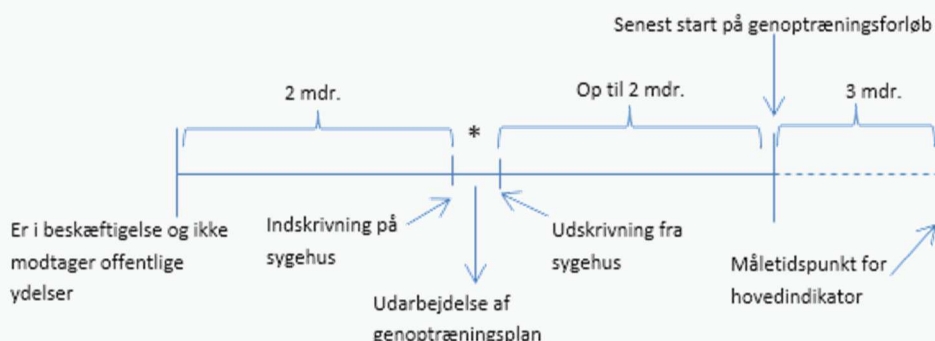 Senest start på genoptræningsforløb
2 mdr.
*
Op til 2 mdr.
3 mdr.
Er i beskæftigelse og ikke
modtager offentlige
ydelser
Indskrivning på
sygehus
Udarbejdelse af
genoptræningsplan
Udskrivning fra
sygehus
Måletidspunkt for
hovedindikator